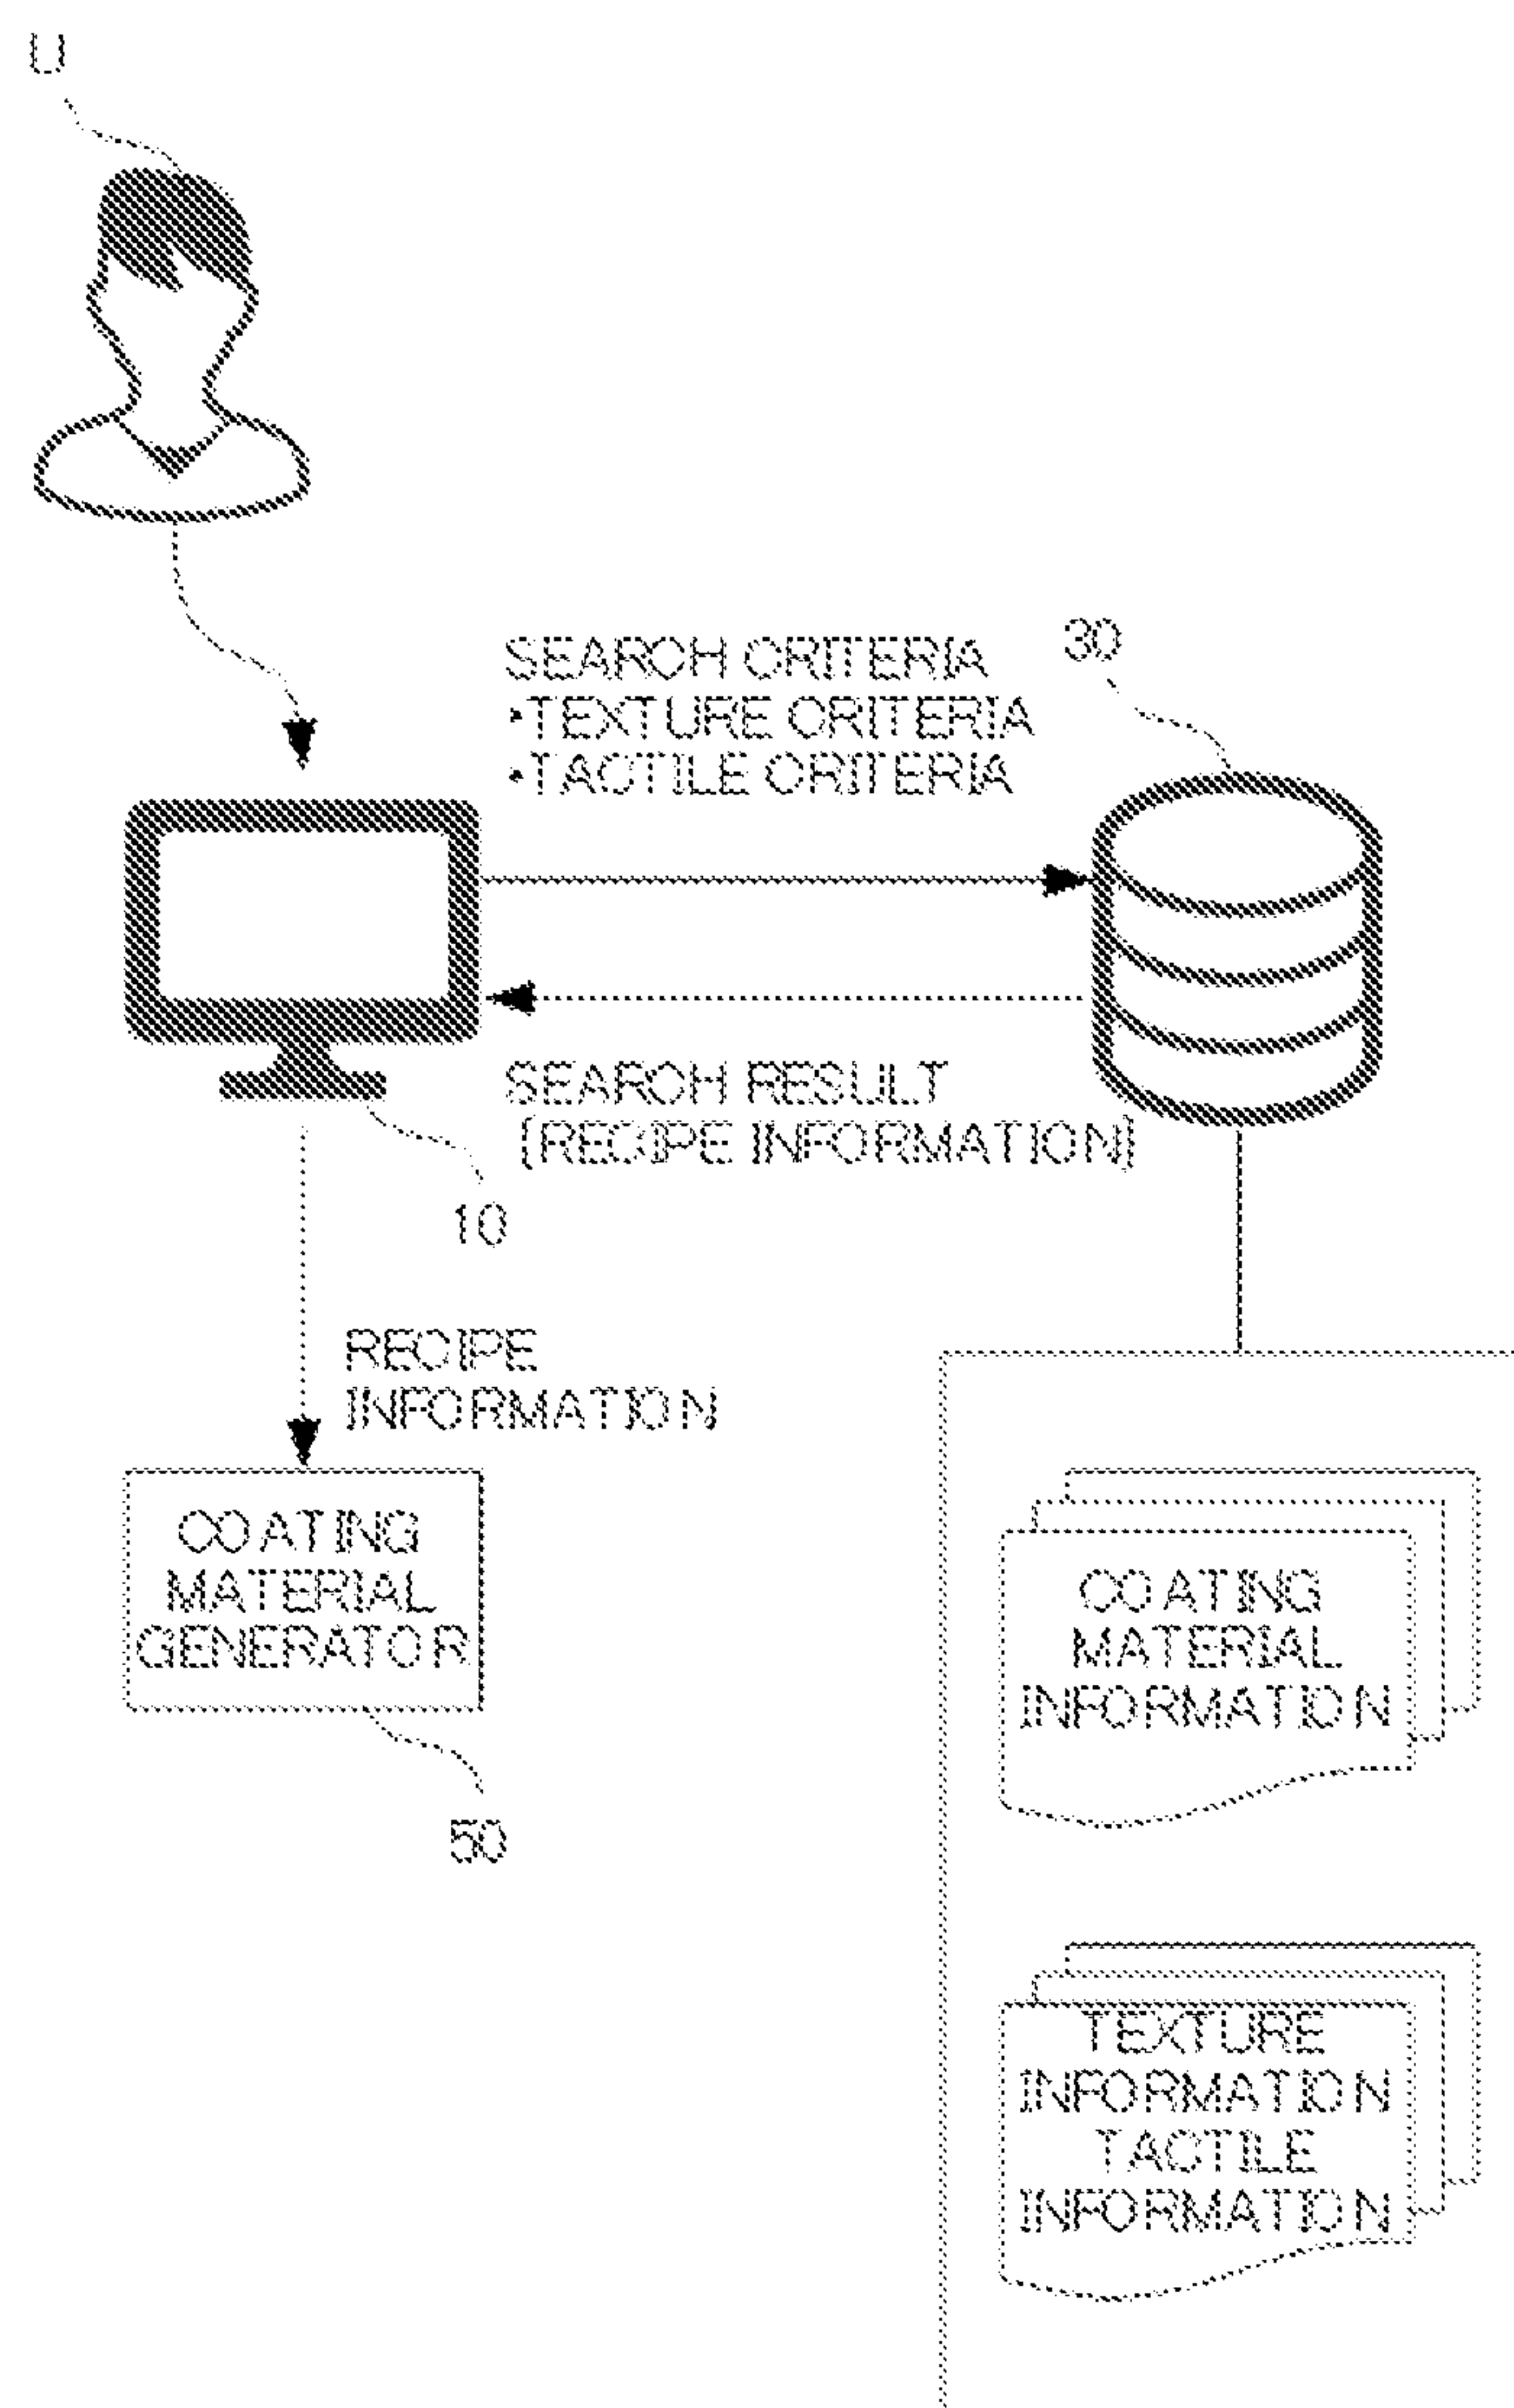 U
SEARCH CRITERIA
・TEXTURE CRITERIA
・TACTILE CRITERIA
30
SEARCH RESULT
[RECIPE INFORMATION]
10
RECIPE
INFORMATION
COATING
MATERIAL
GENERATOR
50
COATING
MATERIAL
INFORMATION
TEXTURE
INFORMATION
TACTILE
INFORMATION